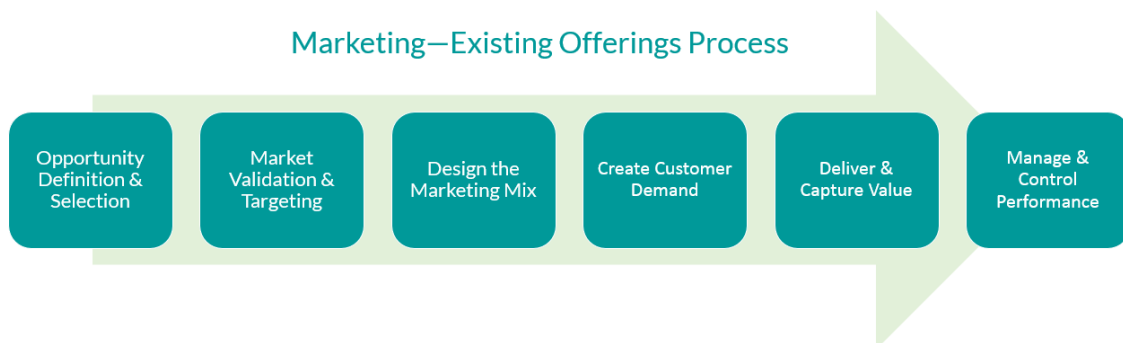 Marketing—Existing Offerings Process
Opportunity
Definition &
Selection
Market
Validation &
Targeting
Design the
Marketing Mix
Create Customer
Demand
Deliver &
Capture Value
Manage &
Control
Performance